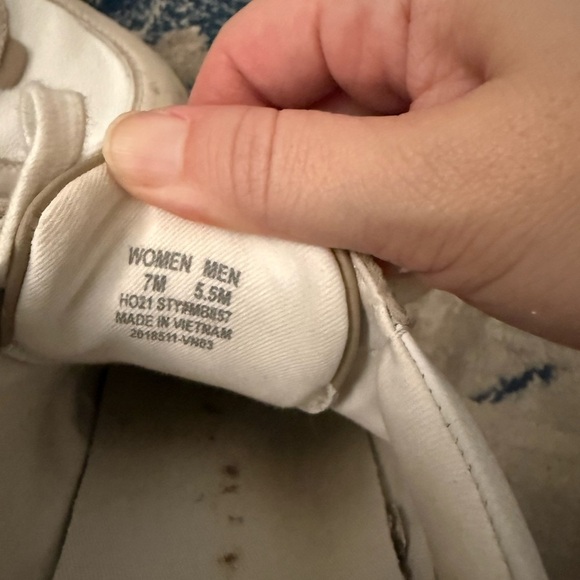 WOMEN MEN
7M 5.5M
HO21 STY#MB857
MADE IN VIETNAM
2018511-VN03